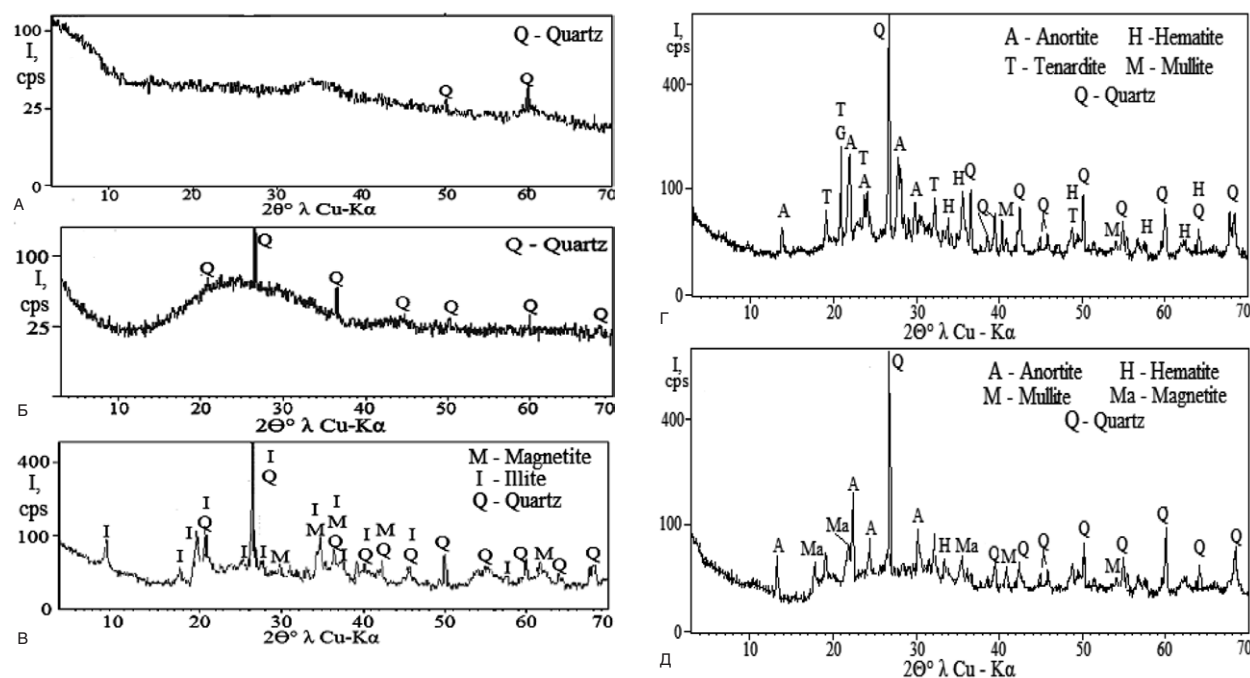 100
I,
cps
25
0
Q - Quartz
Q
Q
10 20 30 40 50 60 70
2θ° λ Cu-Kα
А
100
I,
cps
25
Q - Quartz
Q
Q
Q
Q
Q
Q
Q
10 20 30 40 50 60 70
2Θ° λ Cu-Kα
Б
400
I,
cps
100
0
M - Magnetite
I - Illite
Q - Quartz
I
I
I
I
Q
I
I
I
Q
M
I
M
I
M
Q
I
I
Q
M
Q
I
Q
Q
Q
I
Q
M
Q
Q
10 20 30 40 50 60 70
2Θ° λ Cu-Kα
В
I,
cps
400
100
0
A - Anortite H -Hematite
T - Tenardite M - Mullite
Q - Quartz
Q
A
T
T
G
A
T
A
A
A
T
H
H
Q
Q
M
Q
Q
H
T
Q
M
Q
H
Q
H
H
Q
Q
10 20 30 40 50 60 70
2Θ° λ Cu - Kα
Г
I,
cps
400
100
0
A - Anortite H - Hematite
M - Mullite Ma - Magnetite
Q - Quartz
Q
A
Ma
Ma
A
A
A
H
Ma
Q
M
Q
Q
Q
M
Q
Q
Q
Q
10 20 30 40 50 60 70
2Θ° λ Cu - Kα
Д